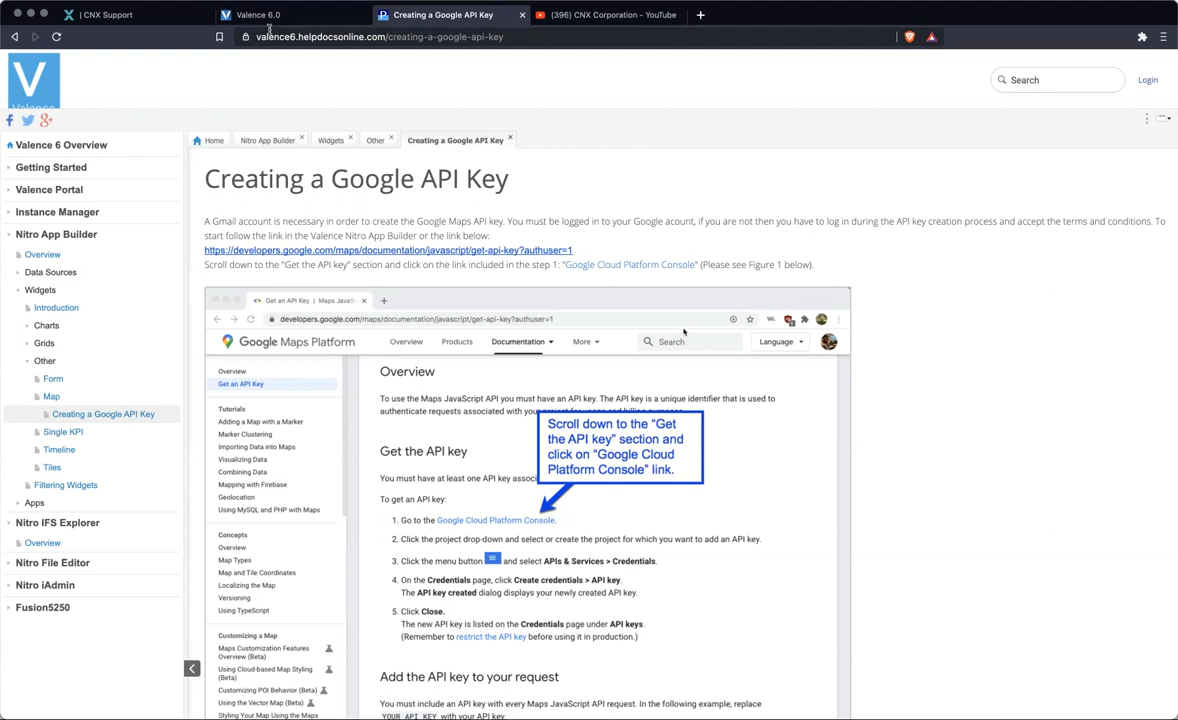 | CNX Support
Valence 6.0
Creating a Google API Key
(396) CNX Corporation - YouTube
valence6.helpdocsonline.com/creating-a-google-api-key
V
Valence
Search
Login
Home
Nitro App Builder
Widgets
Other
Creating a Google API Key
Valence 6 Overview
Getting Started
Valence Portal
Instance Manager
Nitro App Builder
Overview
Data Sources
Widgets
Introduction
Charts
Grids
Other
Form
Map
Creating a Google API Key
Single KPI
Timeline
Tiles
Filtering Widgets
Apps
Nitro IFS Explorer
Overview
Nitro File Editor
Nitro iAdmin
Fusion5250
Creating a Google API Key
A Gmail account is necessary in order to create the Google Maps API key. You must be logged in to your Google acount, if you are not then you have to log in during the API key creation process and accept the terms and conditions. To
start follow the link in the Valence Nitro App Builder or the link below:
https://developers.google.com/maps/documentation/javascript/get-api-key?authuser=1
Scroll down to the "Get the API key" section and click on the link included in the step 1: "Google Cloud Platform Console" (Please see Figure 1 below).
Get an API Key | Maps JavaS
developers.google.com/maps/documentation/javascript/get-api-key?authuser=1
Google Maps Platform
Overview
Products
Documentation
More
Search
Language
Overview
Get an API Key
Tutorials
Adding a Map with a Marker
Marker Clustering
Importing Data into Maps
Visualizing Data
Combining Data
Mapping with Firebase
Geolocation
Using MySQL and PHP with Maps
Concepts
Overview
Map Types
Map and Tile Coordinates
Localizing the Map
Versioning
Using TypeScript
Customizing a Map
Maps Customization Features
Overview (Beta)
Using Cloud-based Map Styling
(Beta)
Customizing POI Behavior (Beta)
Using the Vector Map (Beta)
Styling Your Map Using the Maps
Overview
To use the Maps JavaScript API you must have an API key. The API key is a unique identifier that is used to
authenticate requests associated with your project for usage and billing purposes.
Get the API key
You must have at least one API key
To get an API key:
1. Go to the Google Cloud Platform Console.
2. Click the project drop-down and select or create the project for which you want to add an API key.
3. Click the menu button and select APIs & Services > Credentials.
4. On the Credentials page, click Create credentials > API key.
The API key created dialog displays your newly created API key.
5. Click Close.
The new API key is listed on the Credentials page under API keys.
(Remember to restrict the API key before using it in production.)
Add the API key to your request
You must include an API key with every Maps JavaScript API request. In the following example, replace
YOUR_API_KEY with your API key.
Scroll down to the "Get
the API key" section and
click on "Google Cloud
Platform Console" link.